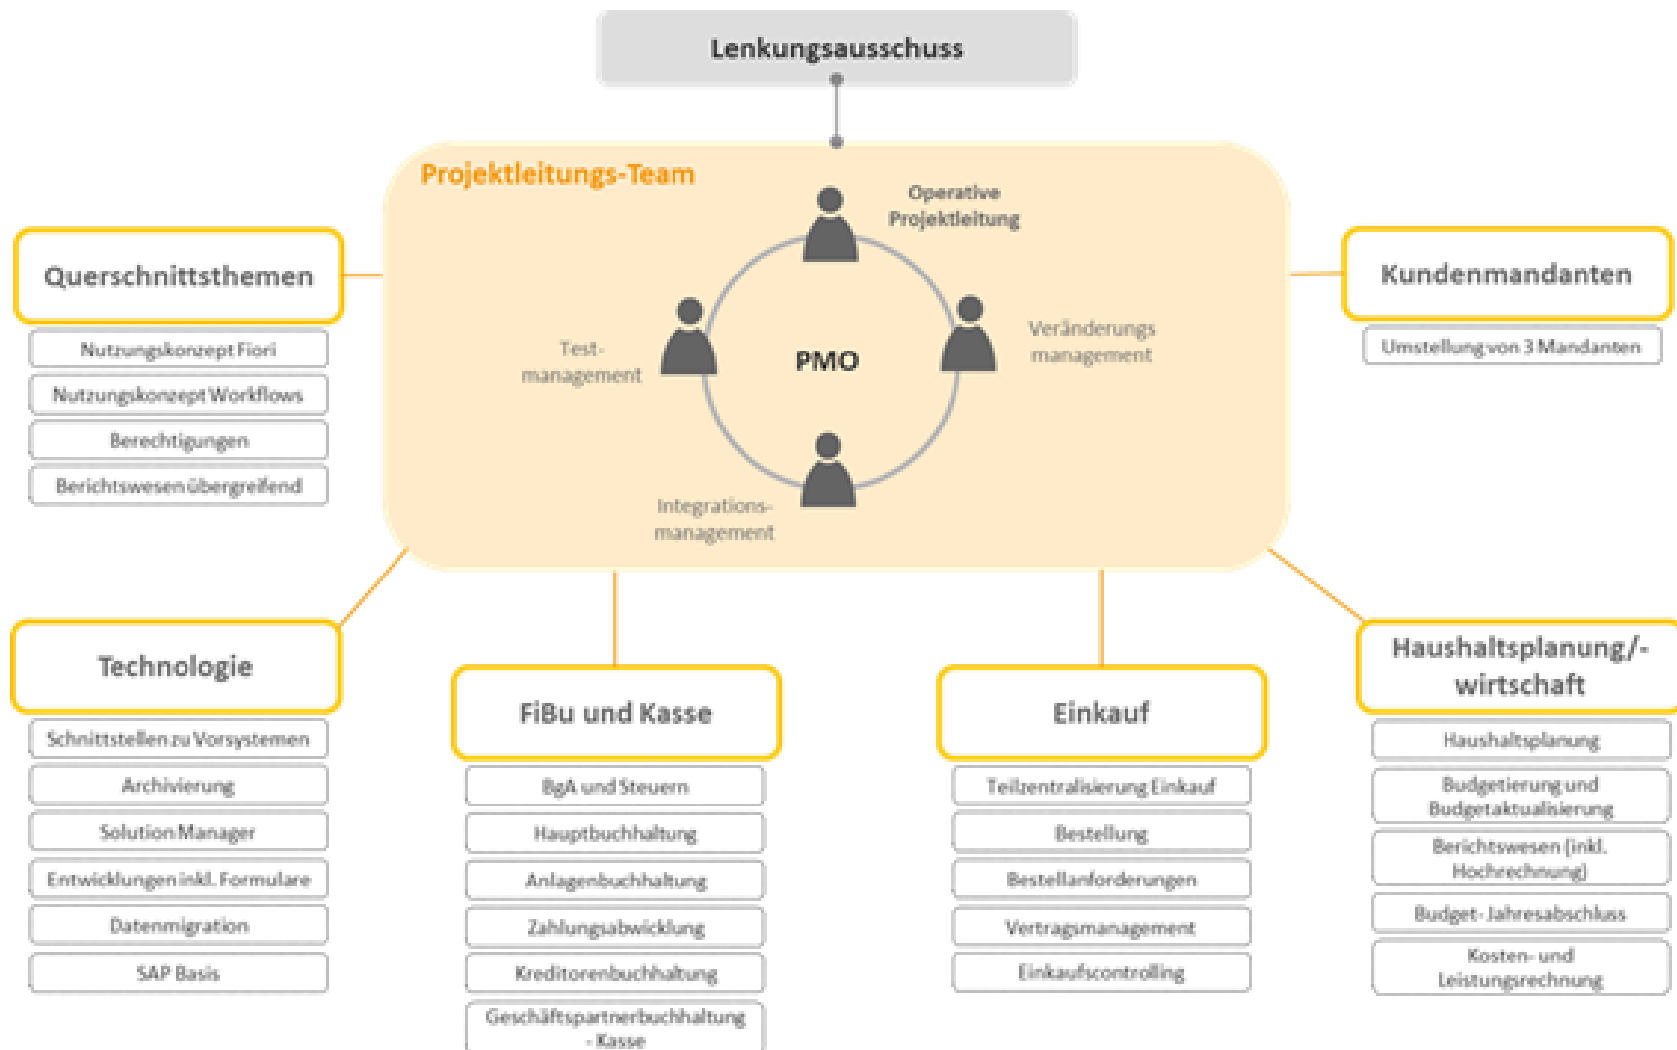 Lenkungsausschuss
Projektleitungs-Team
Operative
Projektleitung
Test-
management
PMO
Veränderungs
management
Integrations-
management
Querschnittsthemen
Nutzungskonzept Fiori
Nutzungskonzept Workflows
Berechtigungen
Berichtswesen übergreifend
Kundenmandanten
Umstellung von 3 Mandanten
Technologie
Schnittstellen zu Vorsystemen
Archivierung
Solution Manager
Entwicklungen inkl. Formulare
Datenmigration
SAP Basis
FiBu und Kasse
BgA und Steuern
Hauptbuchhaltung
Anlagenbuchhaltung
Zahlungsabwicklung
Kreditorenbuchhaltung
Geschäftspartnerbuchhaltung
- Kasse
Einkauf
Teilzentralisierung Einkauf
Bestellung
Bestellanforderungen
Vertragsmanagement
Einkaufscontrolling
Haushaltsplanung/-
wirtschaft
Haushaltsplanung
Budgetierung und
Budgetaktualisierung
Berichtswesen (inkl.
Hochrechnung)
Budget- Jahresabschluss
Kosten- und
Leistungsrechnung